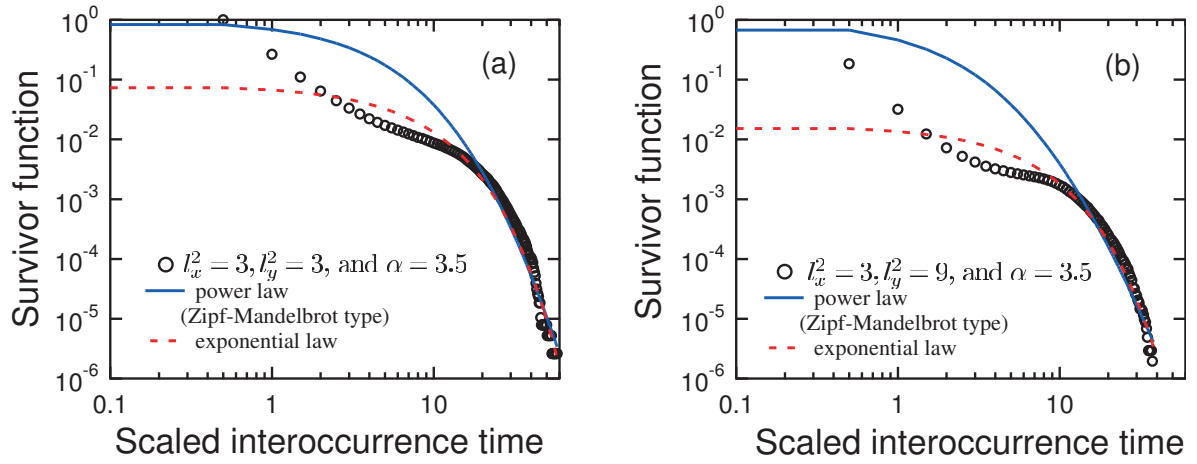 10^0
10^-1
10^-2
10^-3
10^-4
10^-5
10^-6
Survivor function
(a)
l_x^2 = 3, l_y^2 = 3, and α = 3.5
power law
(Zipf-Mandelbrot type)
exponential law
0.1 1 10
Scaled interoccurrence time
10^0
10^-1
10^-2
10^-3
10^-4
10^-5
10^-6
Survivor function
(b)
l_x^2 = 3, l_y^2 = 9, and α = 3.5
power law
(Zipf-Mandelbrot type)
exponential law
0.1 1 10
Scaled interoccurrence time